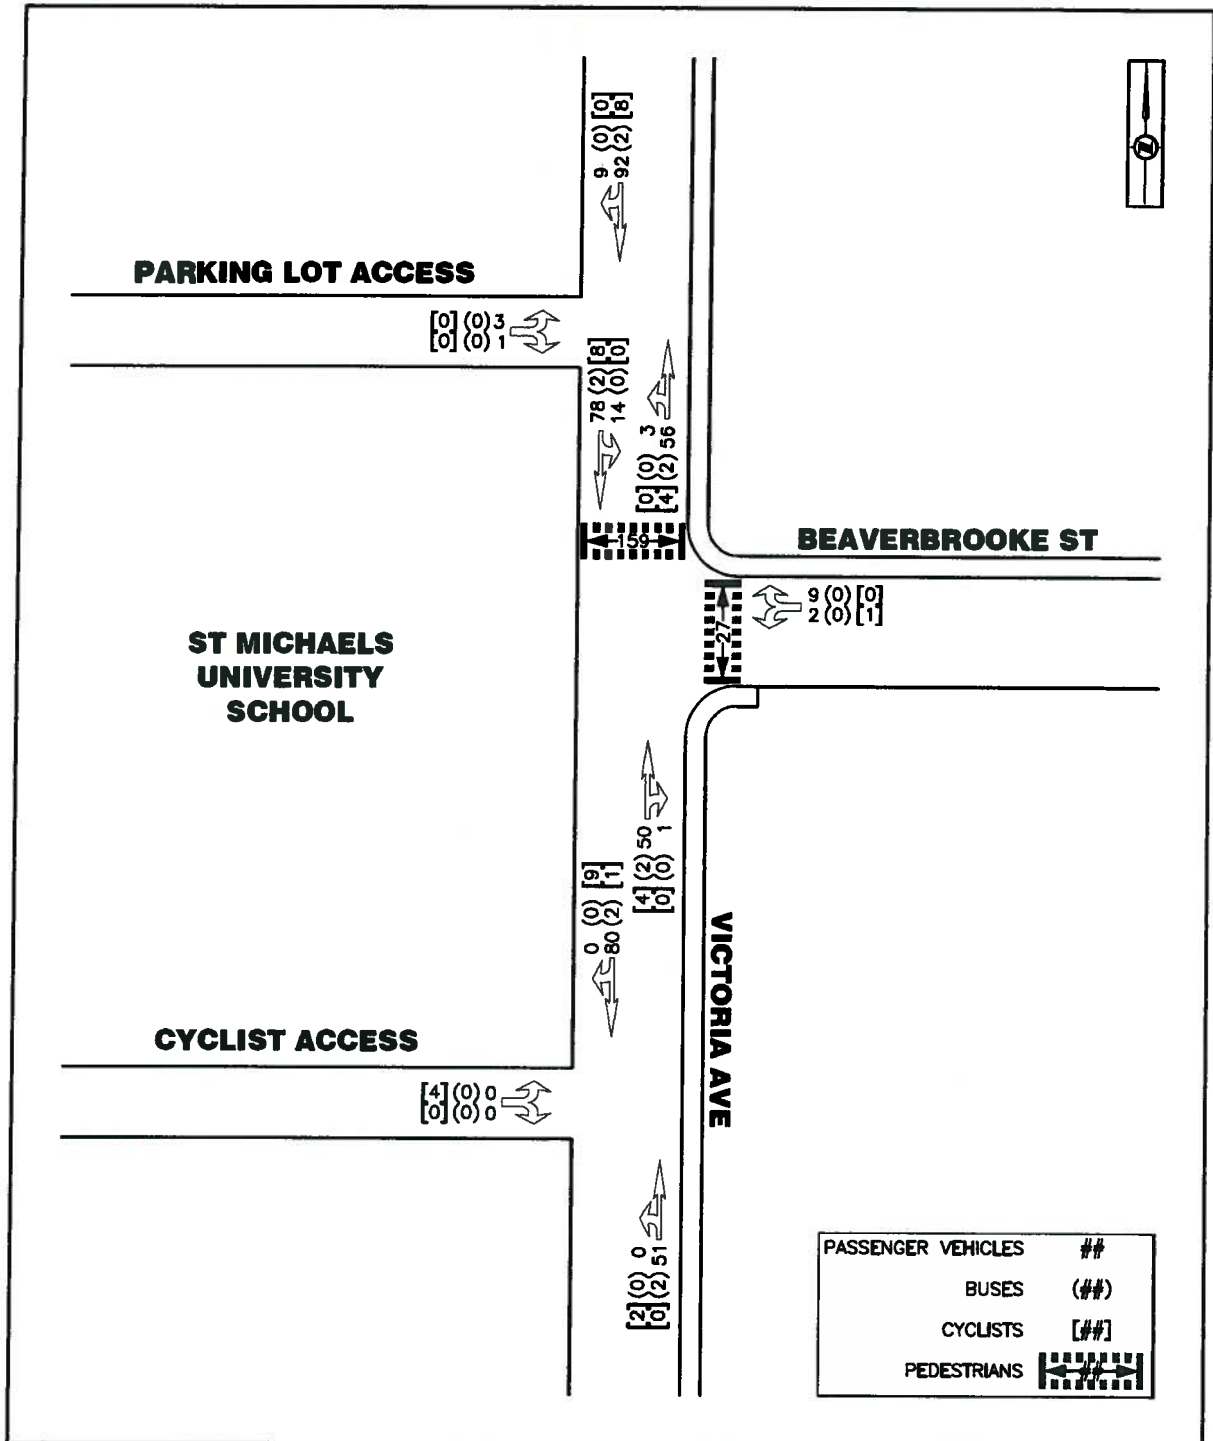 9 (0) [0]
92 (2) [8]
Z
PARKING LOT ACCESS
[0] (0) 3
[0] (0) 1
78 (2) [8]
14 (0) [0]
[0] (0) 3
[4] (2) 56
159
BEAVERBROOKE ST
9 (0) [0]
2 (0) [1]
27
ST MICHAELS
UNIVERSITY
SCHOOL
[4] (2) 50
[0] (0) 1
0 (0) [9]
80 (2) [1]
VICTORIA AVE
CYCLIST ACCESS
[4] (0) 0
[0] (0) 0
[2] (0) 0
[0] (2) 51
PASSENGER VEHICLES ##
BUSES (##)
CYCLISTS [##]
PEDESTRIANS ##